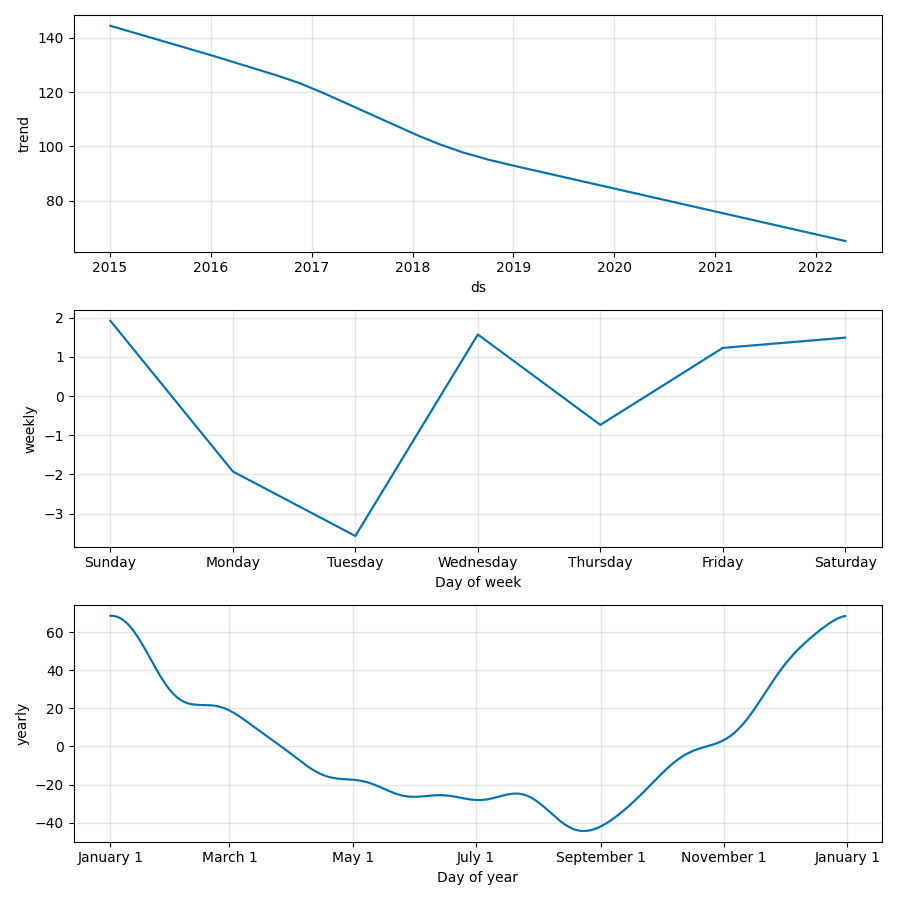 140
120
100
80
trend
2015 2016 2017 2018 2019 2020 2021 2022
ds
2
1
0
−1
−2
−3
weekly
Sunday Monday Tuesday Wednesday Thursday Friday Saturday
Day of week
60
40
20
0
−20
−40
yearly
January 1 March 1 May 1 July 1 September 1 November 1 January 1
Day of year